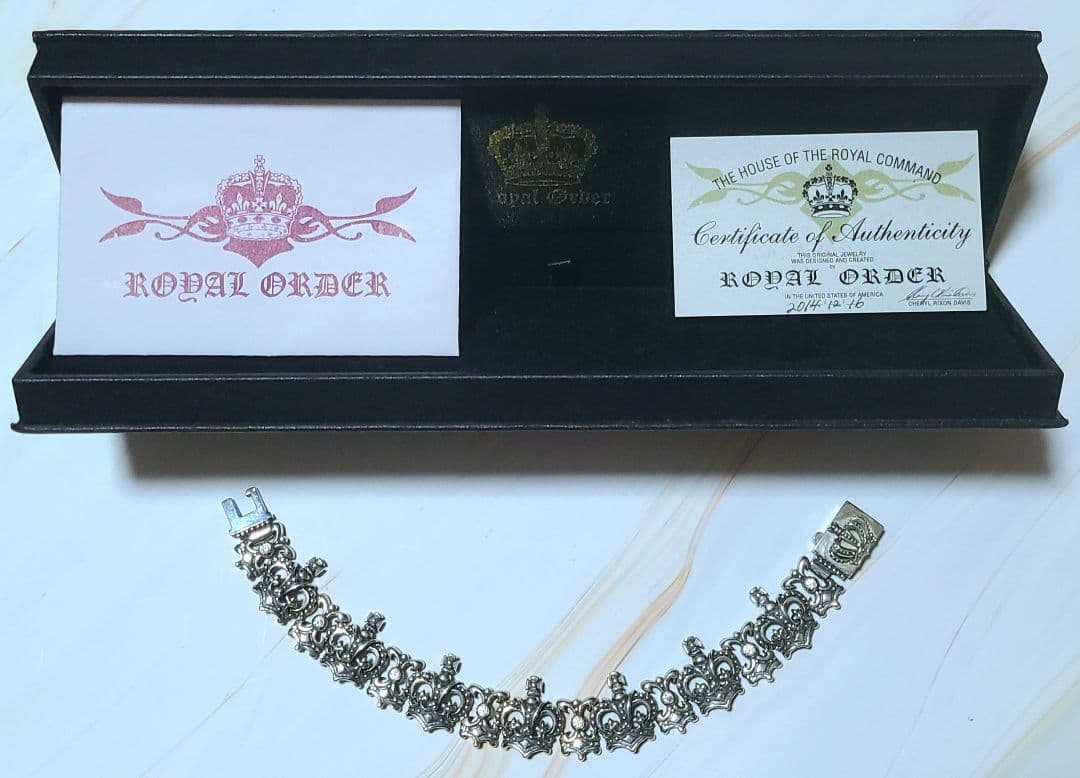 ROYAL ORDER
Royal Order
THE HOUSE OF THE ROYAL COMMAND
Certificate of Authenticity
THIS ORIGINAL JEWELRY
WAS DESIGNED AND CREATED
by
ROYAL ORDER
IN THE UNITED STATES OF AMERICA
2014 12 16
CHERYL RIXON DAVIS